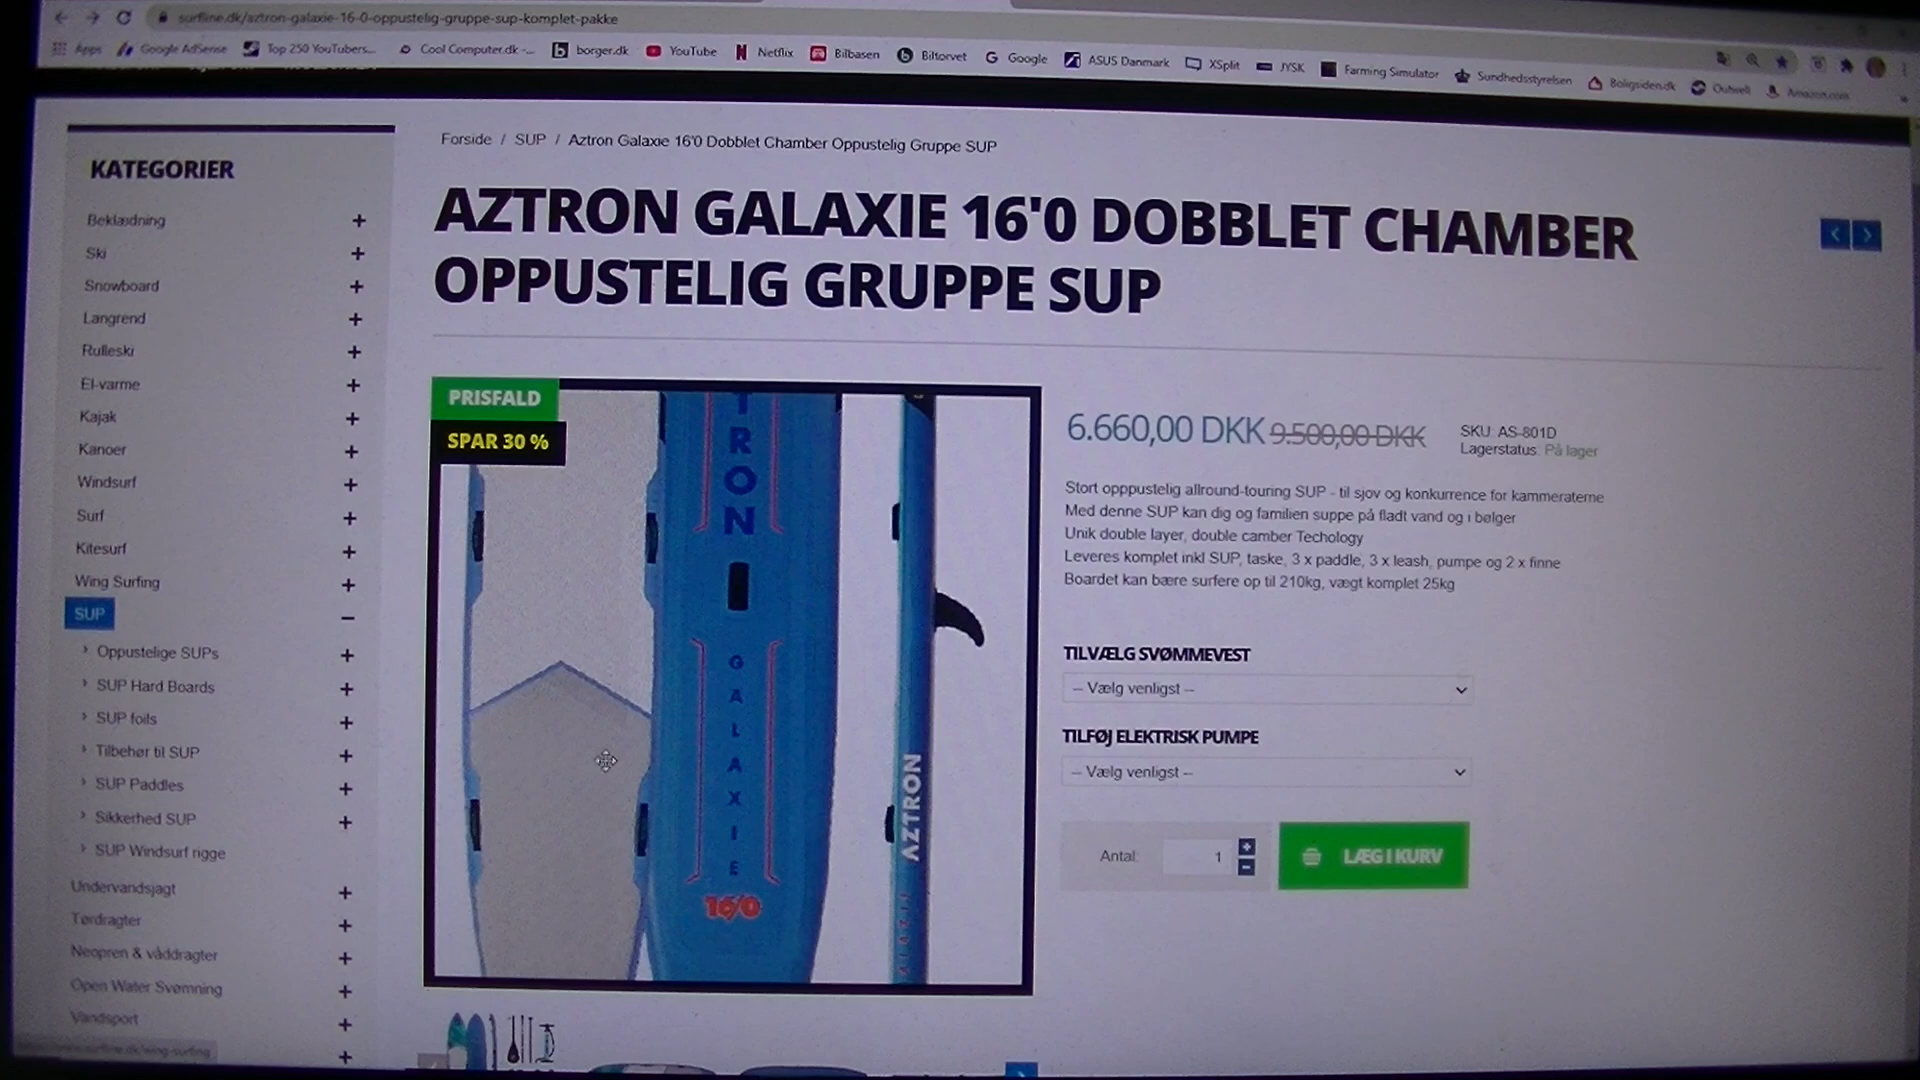 surfline.dk/aztron-galaxie-16-0-oppustelig-gruppe-sup-komplet-pakke
Apps Google AdSense Top 250 YouTubers... Cool Computer.dk -... borger.dk YouTube Netflix Bilbasen Biltorvet Google ASUS Danmark XSplit JYSK Farming Simulator Sundhedsstyrelsen Boligsiden.dk Outwell Amazon.com
Forside / SUP / Aztron Galaxie 16'0 Dobblet Chamber Oppustelig Gruppe SUP
KATEGORIER
Beklædning
Ski
Snowboard
Langrend
Rulleski
El-varme
Kajak
Kanoer
Windsurf
Surf
Kitesurf
Wing Surfing
SUP
Oppustelige SUPs
SUP Hard Boards
SUP foils
Tilbehør til SUP
SUP Paddles
Sikkerhed SUP
SUP Windsurf rigge
Undervandsjagt
Tørdragter
Neopren & våddragter
Open Water Svømning
Vandsport
AZTRON GALAXIE 16'0 DOBBLET CHAMBER
OPPUSTELIG GRUPPE SUP
PRISFALD
SPAR 30 %
TRON
GALAXIE
16'0
AZTRON
6.660,00 DKK 9.500,00 DKK
SKU: AS-801D
Lagerstatus: På lager
Stort opppustelig allround-touring SUP - til sjov og konkurrence for kammeraterne
Med denne SUP kan dig og familien suppe på fladt vand og i bølger
Unik double layer, double camber Techology
Leveres komplet inkl SUP, taske, 3 x paddle, 3 x leash, pumpe og 2 x finne
Boardet kan bære surfere op til 210kg, vægt komplet 25kg
TILVÆLG SVØMMEVEST
-- Vælg venligst --
TILFØJ ELEKTRISK PUMPE
-- Vælg venligst --
Antal: 1
LÆG I KURV